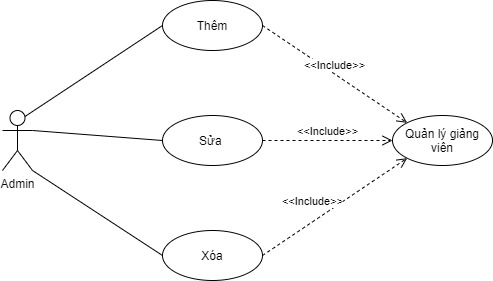 Thêm
<<Include>>
Quản lý giảng
viên
<<Include>>
Sửa
Admin
<<Include>>
Xóa